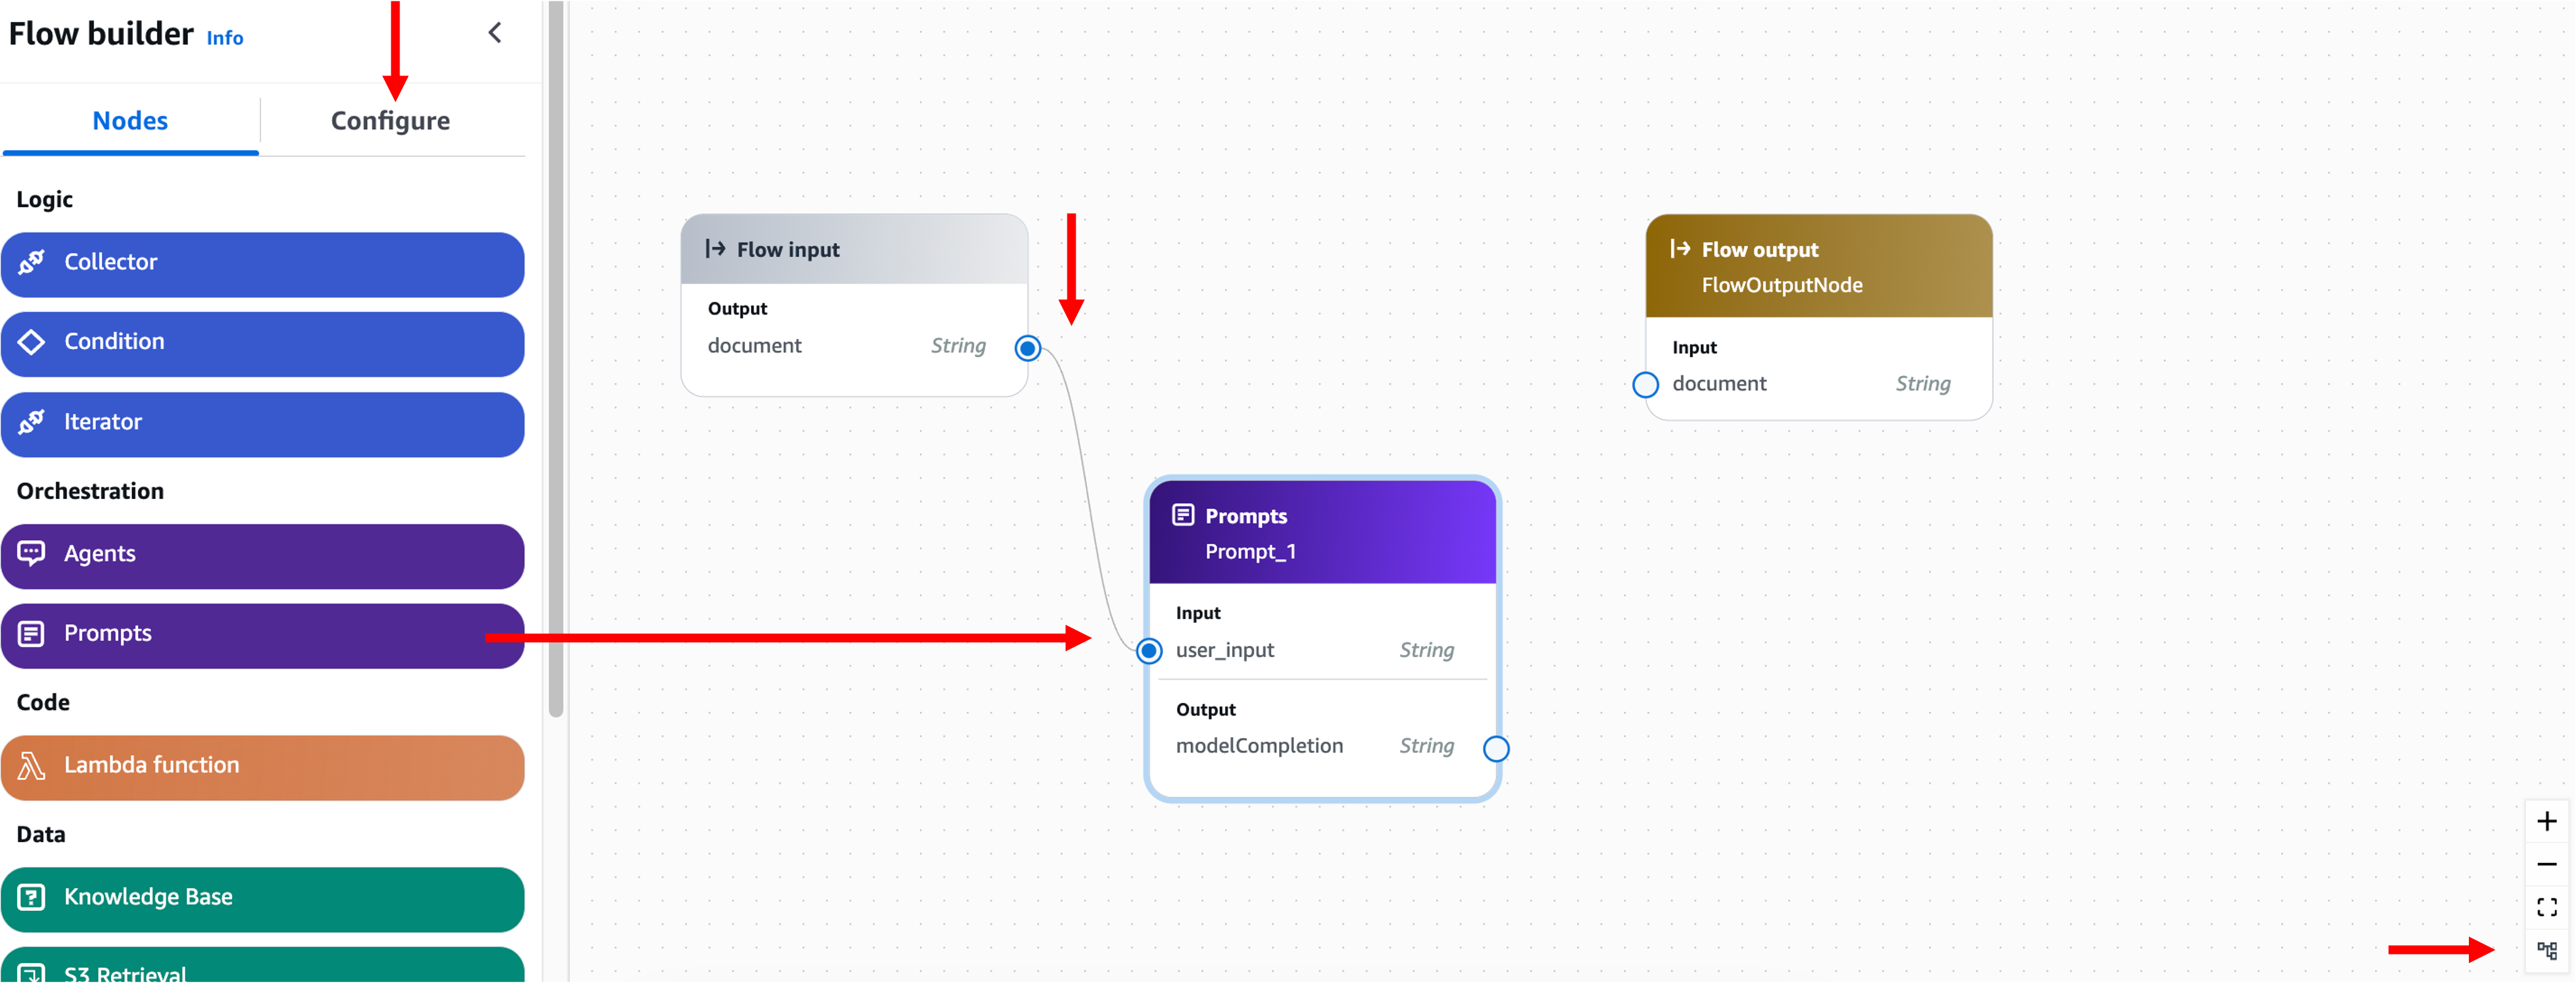 Flow builder Info
Nodes
Configure
Logic
Collector
Condition
Iterator
Orchestration
Agents
Prompts
Code
Lambda function
Data
Knowledge Base
S3 Retrieval
Flow input
Output
document String
Prompts
Prompt_1
Input
user_input String
Output
modelCompletion String
Flow output
FlowOutputNode
Input
document String